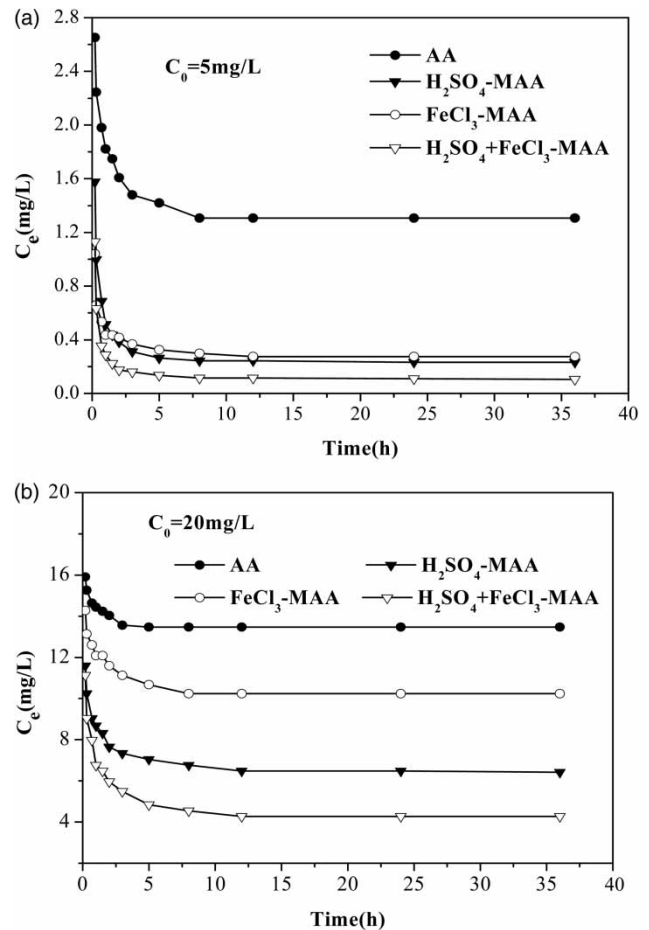 (a)
2.8
2.4
2.0
1.6
1.2
0.8
0.4
0.0
C₀=5mg/L
AA
H₂SO₄-MAA
FeCl₃-MAA
H₂SO₄+FeCl₃-MAA
Cₑ(mg/L)
0 5 10 15 20 25 30 35 40
Time(h)
(b)
20
16
12
8
4
C₀=20mg/L
AA H₂SO₄-MAA
FeCl₃-MAA H₂SO₄+FeCl₃-MAA
Cₑ(mg/L)
0 5 10 15 20 25 30 35 40
Time(h)